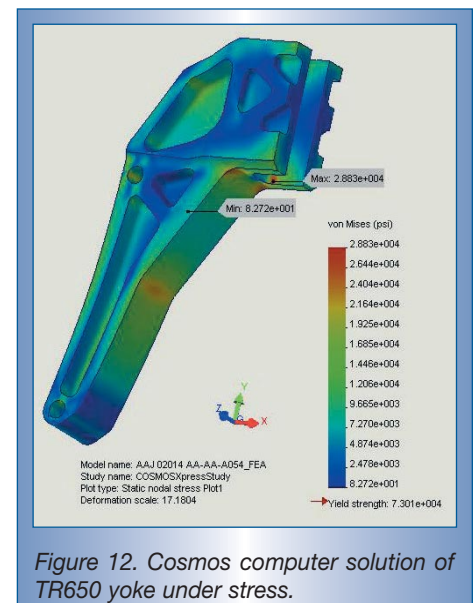 Max: 2.883e+004
Min: 8.272e+001
von Mises (psi)
2.883e+004
2.644e+004
2.404e+004
2.164e+004
1.925e+004
1.685e+004
1.446e+004
1.206e+004
9.665e+003
7.270e+003
4.874e+003
2.478e+003
8.272e+001
Yield strength: 7.301e+004
Y
Z
X
Model name: AAJ 02014 AA-AA-A054_FEA
Study name: COSMOSXpressStudy
Plot type: Static nodal stress Plot1
Deformation scale: 17.1804
Figure 12. Cosmos computer solution of
TR650 yoke under stress.